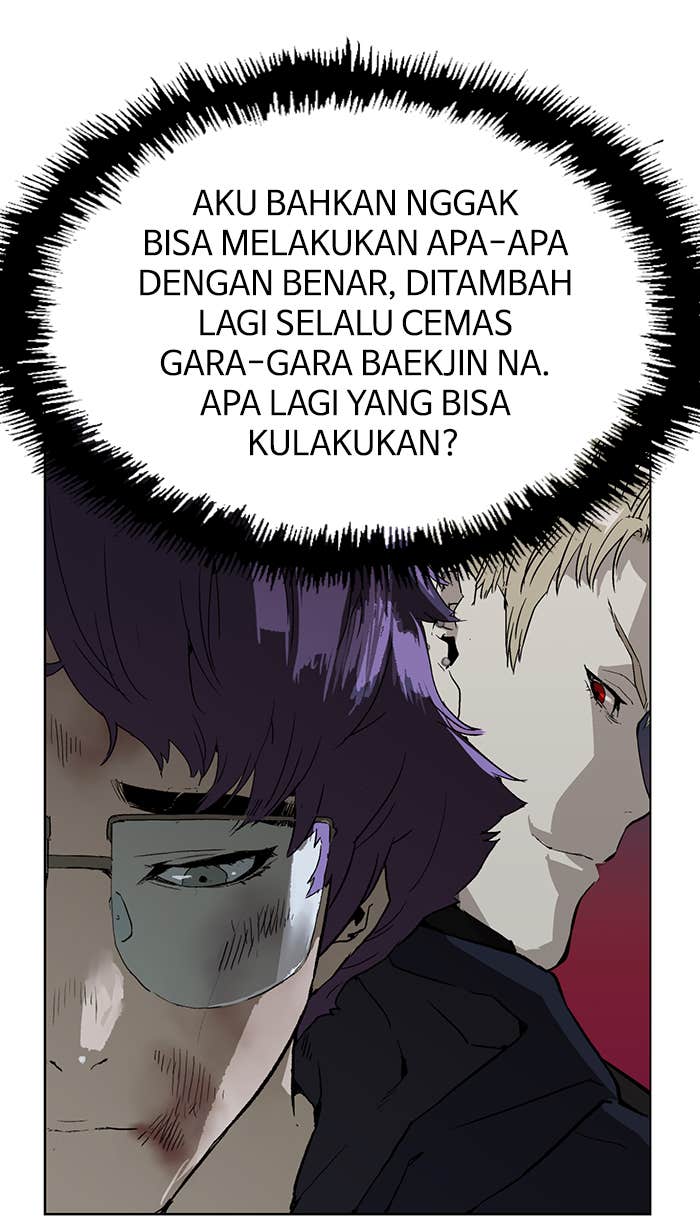 AKU BAHKAN NGGAK
BISA MELAKUKAN APA-APA
DENGAN BENAR, DITAMBAH
LAGI SELALU CEMAS
GARA-GARA BAEKJIN NA.
APA LAGI YANG BISA
KULAKUKAN?